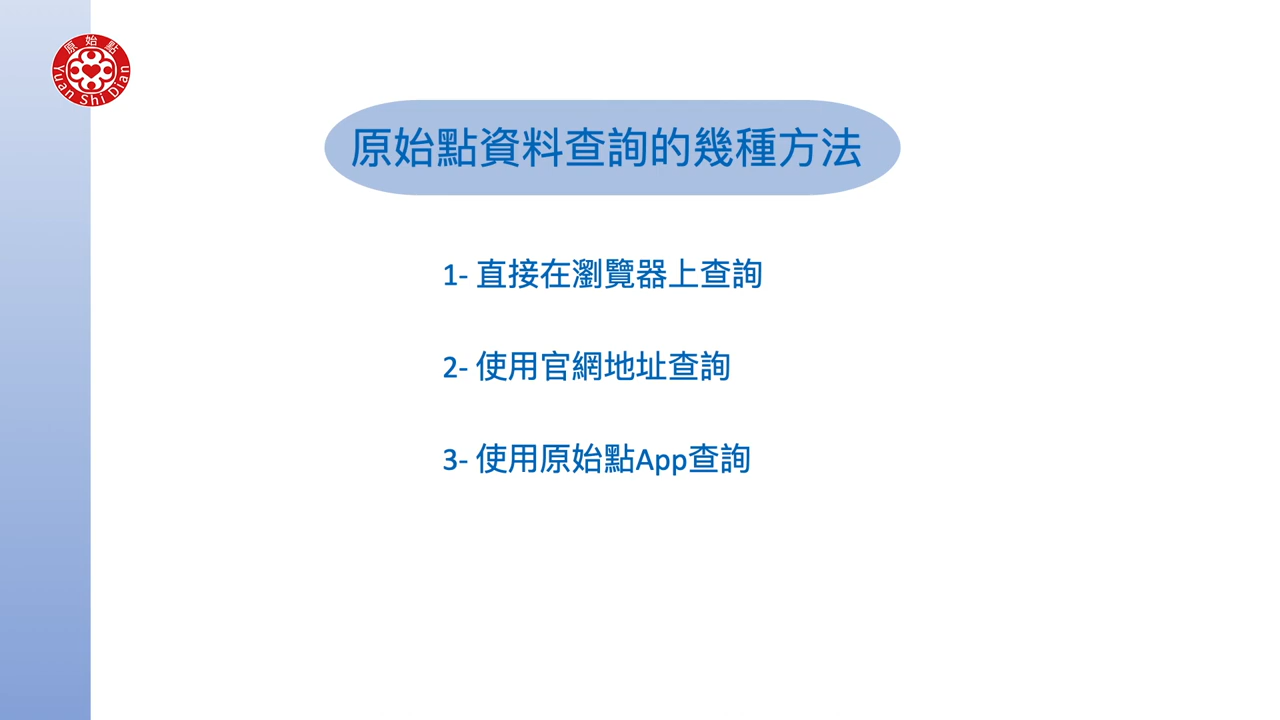 原始點
Yuan Shi Dian
原始點資料查詢的幾種方法
1- 直接在瀏覽器上查詢
2- 使用官網地址查詢
3- 使用原始點App查詢